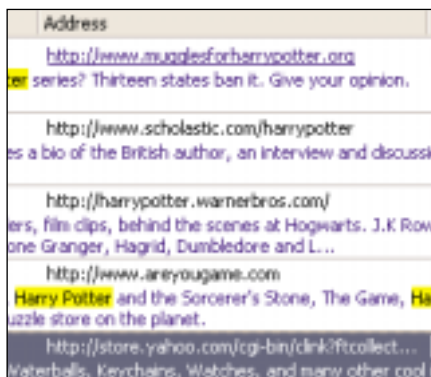 Address
http://www.mugglesforharrypotter.org
ter series? Thirteen states ban it. Give your opinion.
http://www.scholastic.com/harrypotter
es a bio of the British author, an interview and discussi
http://harrypotter.warnerbros.com/
ers, film clips, behind the scenes at Hogwarts. J.K Row
one Granger, Hagrid, Dumbledore and L...
http://www.areyougame.com
Harry Potter and the Sorcerer's Stone, The Game, Ha
uzzle store on the planet.
http://store.yahoo.com/cgi-bin/clink?ftcollect...
Waterballs, Keychains, Watches, and many other cool